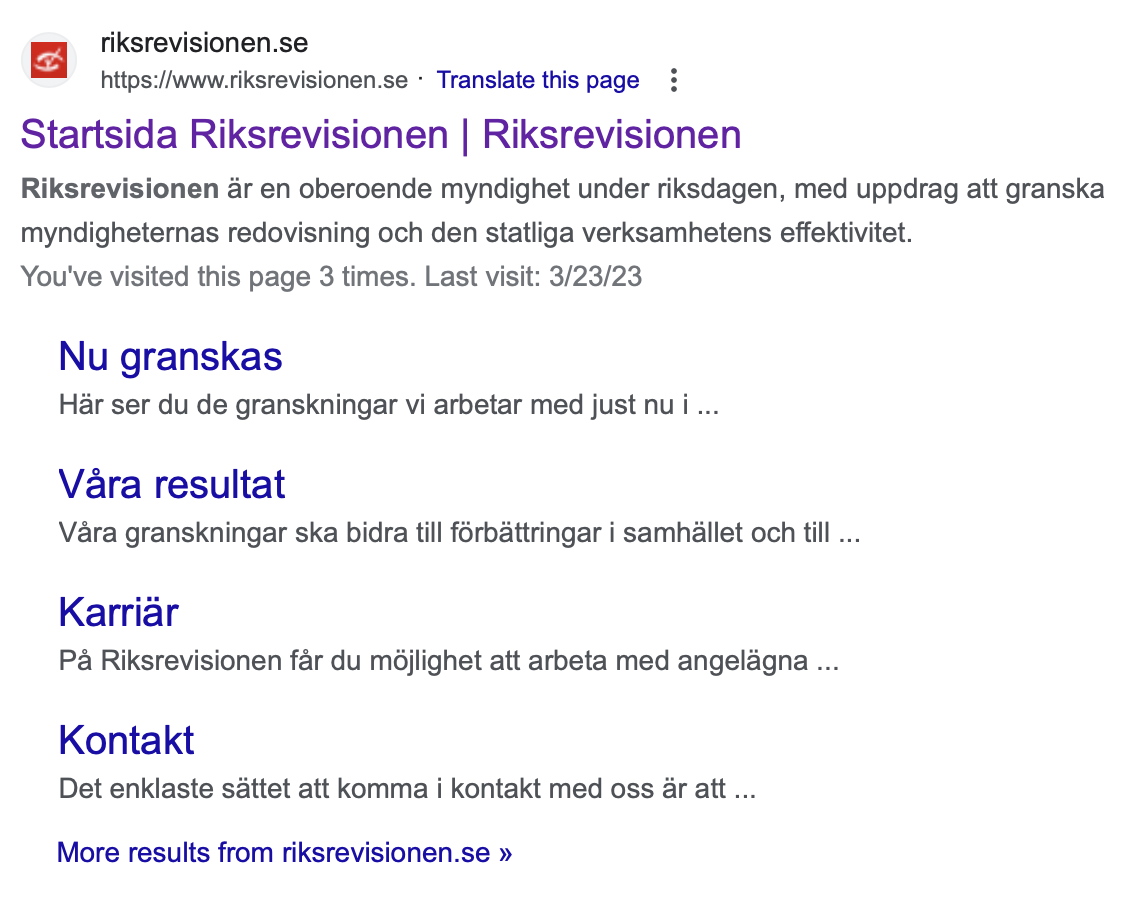 riksrevisionen.se
https://www.riksrevisionen.se · Translate this page
Startsida Riksrevisionen | Riksrevisionen
Riksrevisionen är en oberoende myndighet under riksdagen, med uppdrag att granska
myndigheternas redovisning och den statliga verksamhetens effektivitet.
You've visited this page 3 times. Last visit: 3/23/23
Nu granskas
Här ser du de granskningar vi arbetar med just nu i ...
Våra resultat
Våra granskningar ska bidra till förbättringar i samhället och till ...
Karriär
På Riksrevisionen får du möjlighet att arbeta med angelägna ...
Kontakt
Det enklaste sättet att komma i kontakt med oss är att ...
More results from riksrevisionen.se »